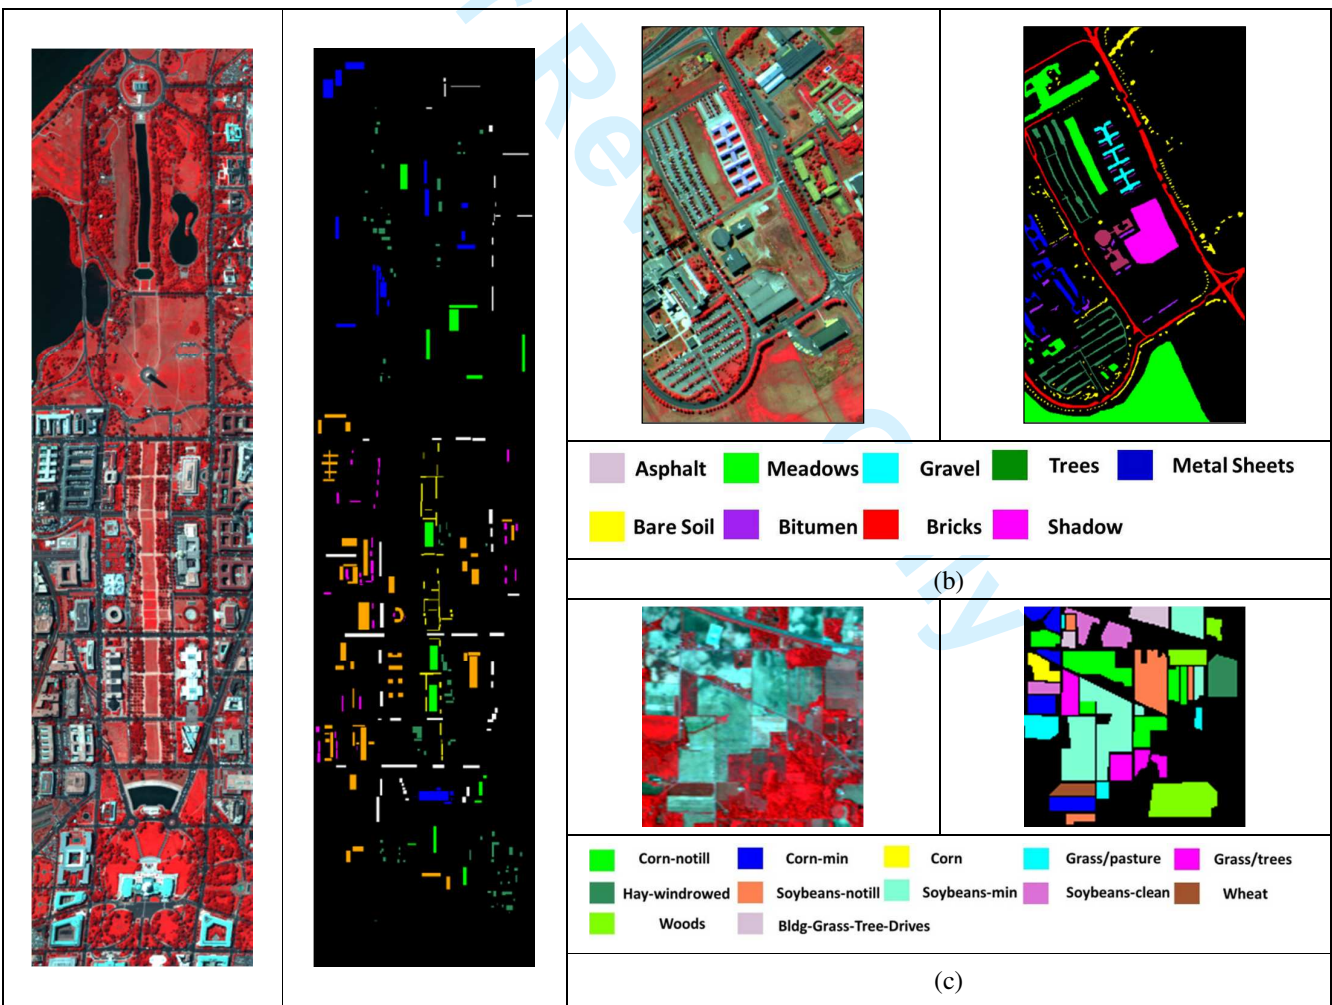 Asphalt Meadows Gravel Trees Metal Sheets
Bare Soil Bitumen Bricks Shadow
(b)
Corn-notill Corn-min Corn Grass/pasture Grass/trees
Hay-windrowed Soybeans-notill Soybeans-min Soybeans-clean Wheat
Woods Bldg-Grass-Tree-Drives
(c)